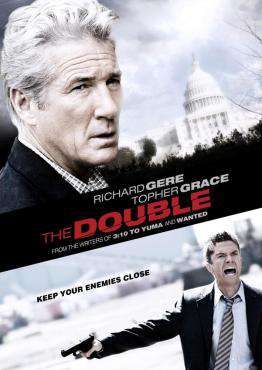 RICHARD GERE
TOPHER GRACE
THE DOUBLE
FROM THE WRITERS OF 3:10 TO YUMA AND WANTED
KEEP YOUR ENEMIES CLOSE